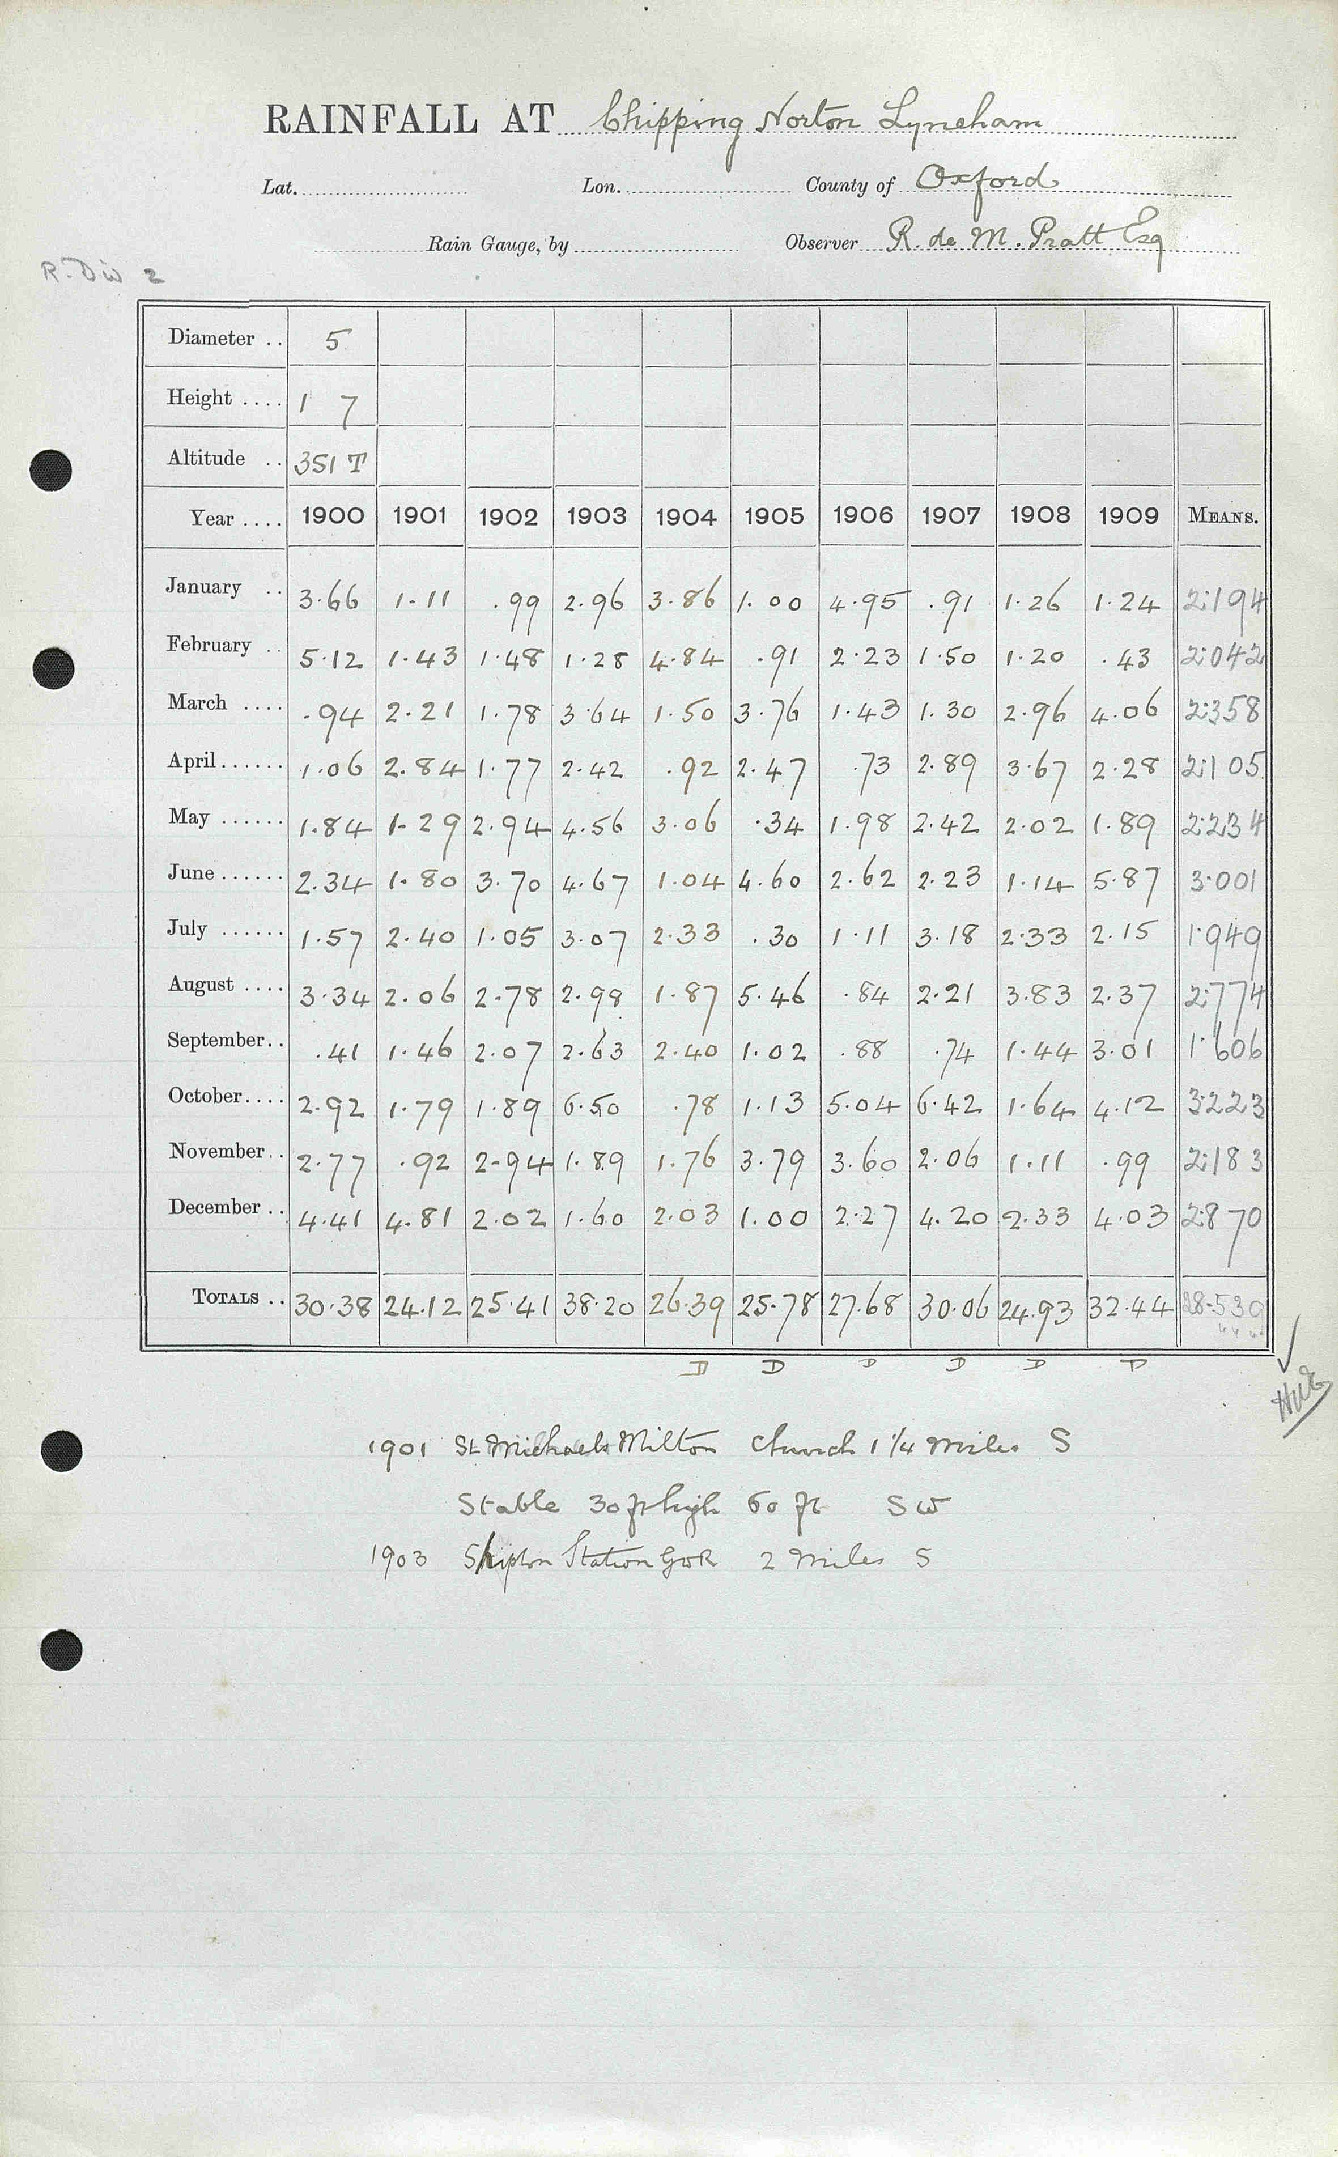 RAINFALL AT Chipping Norton Lyneham
Lat. Lon. County of Oxford
Rain Gauge, by Observer R. de M. Pratt Esq
R. Div 2
Diameter .. 5
Height .... 1 7
Altitude .. 351 T
Year .... 1900 1901 1902 1903 1904 1905 1906 1907 1908 1909 MEANS.
January .. 3.66 1.11 .99 2.96 3.86 1.00 4.95 .91 1.26 1.24 2.194
February .. 5.12 1.43 1.48 1.28 4.84 .91 2.23 1.50 1.20 .43 2.042
March .... .94 2.21 1.78 3.64 1.50 3.76 1.43 1.30 2.96 4.06 2.358
April ...... 1.06 2.84 1.77 2.42 .92 2.47 .73 2.89 3.67 2.28 2.105
May ...... 1.84 1.29 2.94 4.56 3.06 .34 1.98 2.42 2.02 1.89 2.234
June ...... 2.34 1.80 3.70 4.67 1.04 4.60 2.62 2.23 1.14 5.87 3.001
July ...... 1.57 2.40 1.05 3.07 2.33 .30 1.11 3.18 2.33 2.15 1.949
August .... 3.34 2.06 2.78 2.98 1.87 5.46 .84 2.21 3.83 2.37 2.774
September .. .41 1.46 2.07 2.63 2.40 1.02 .88 .74 1.44 3.01 1.606
October .... 2.92 1.79 1.89 6.50 .78 1.13 5.04 6.42 1.64 4.12 3.223
November .. 2.77 .92 2.94 1.89 1.76 3.79 3.60 2.06 1.11 .99 2.183
December .. 4.41 4.81 2.02 1.60 2.03 1.00 2.27 4.20 2.33 4.03 2.870
TOTALS .. 30.38 24.12 25.41 38.20 26.39 25.78 27.68 30.06 24.93 32.44 28.539
D D D D D D
1901 St Michaels Milton Church 1 1/4 miles S
Stable 30 ft high 60 ft SW
1903 Shipton Station GWR 2 miles S